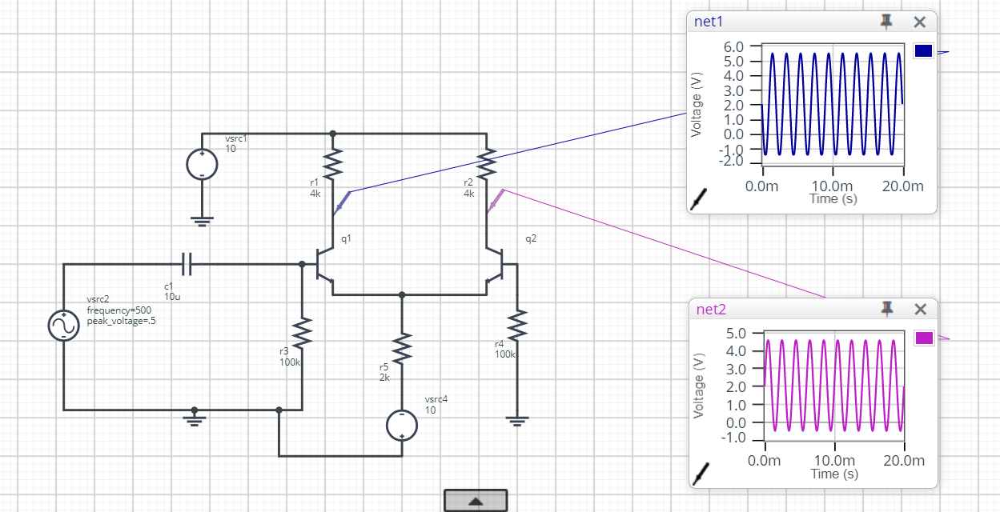 net1
6.0
5.0
4.0
3.0
2.0
1.0
0.0
-1.0
-2.0
Voltage (V)
0.0m 10.0m 20.0m
Time (s)
vsrc1
10
r1
4k
r2
4k
q1
q2
c1
10u
vsrc2
frequency=500
peak_voltage=.5
r3
100k
r5
2k
r4
100k
vsrc4
10
net2
5.0
4.0
3.0
2.0
1.0
0.0
-1.0
Voltage (V)
0.0m 10.0m 20.0m
Time (s)